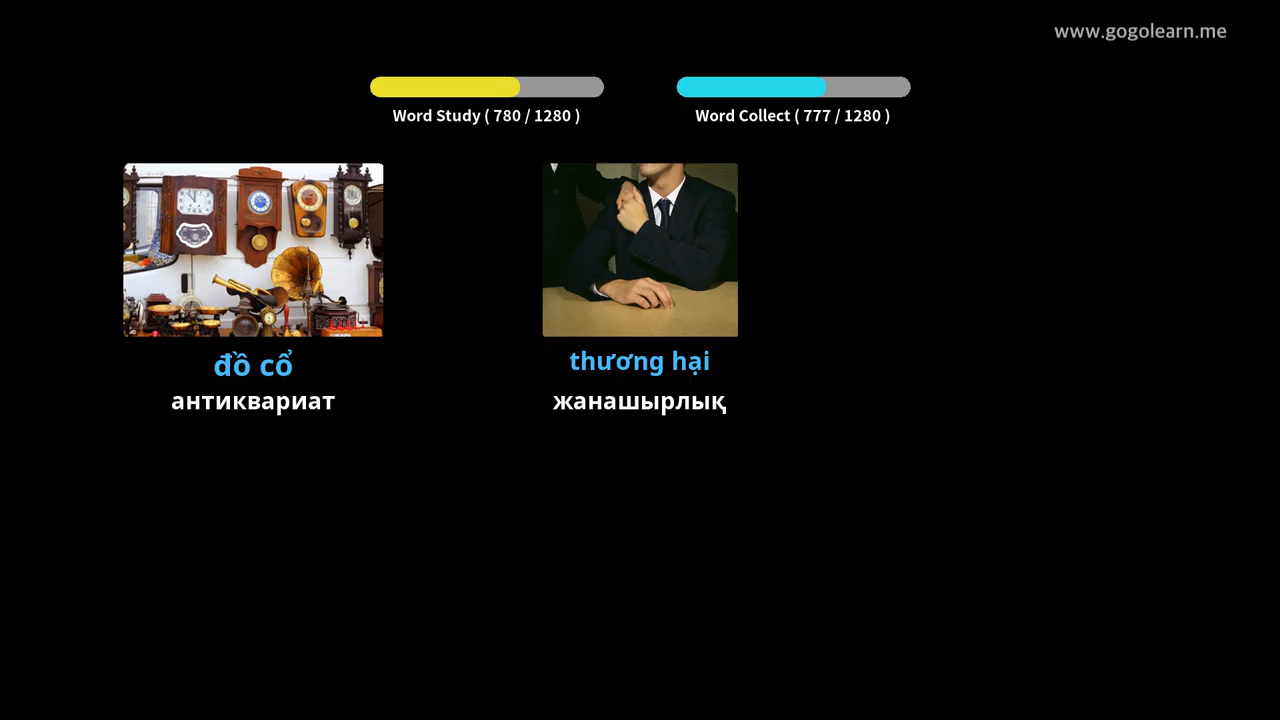 www.gogolearn.me
Word Study ( 780 / 1280 )
Word Collect ( 777 / 1280 )
đồ cổ
антиквариат
thương hại
жанашырлық